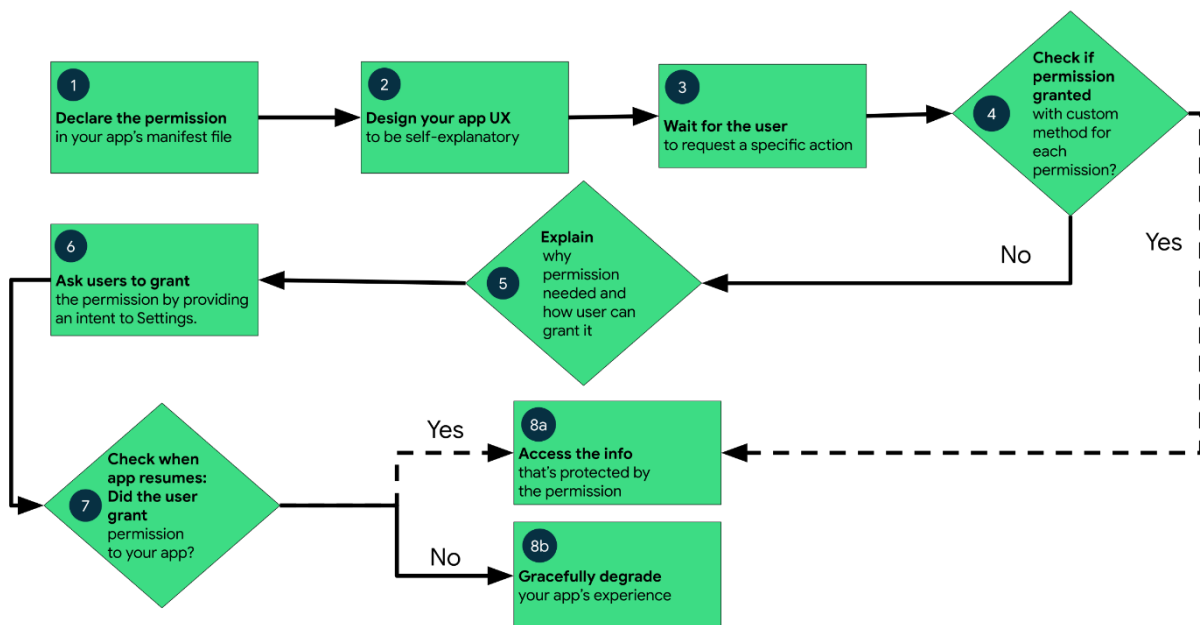 1
Declare the permission
in your app's manifest file
2
Design your app UX
to be self-explanatory
3
Wait for the user
to request a specific action
4
Check if
permission
granted
with custom
method for
each
permission?
No
Yes
5
Explain
why
permission
needed and
how user can
grant it
6
Ask users to grant
the permission by providing
an intent to Settings.
7
Check when
app resumes:
Did the user
grant
permission
to your app?
Yes
No
8a
Access the info
that's protected by
the permission
8b
Gracefully degrade
your app's experience